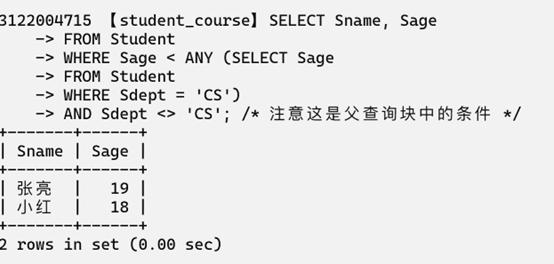 3122004715 【student_course】SELECT Sname, Sage
    -> FROM Student
    -> WHERE Sage < ANY (SELECT Sage
    -> FROM Student
    -> WHERE Sdept = 'CS')
    -> AND Sdept <> 'CS'; /* 注意这是父查询块中的条件 */
+-------+------+
| Sname | Sage |
+-------+------+
| 张亮  |   19 |
| 小红  |   18 |
+-------+------+
2 rows in set (0.00 sec)